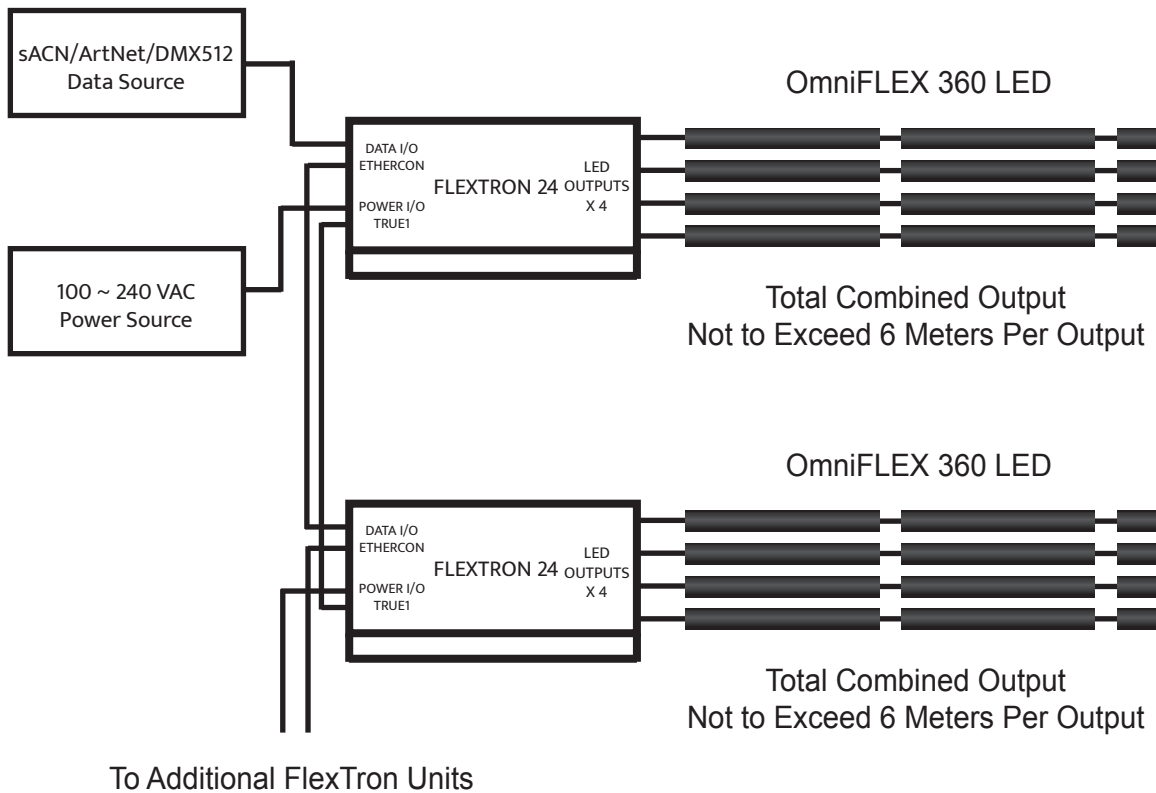 sACN/ArtNet/DMX512
Data Source
100 ~ 240 VAC
Power Source
DATA I/O
ETHERCON
POWER I/O
TRUE1
FLEXTRON 24
LED
OUTPUTS
X 4
OmniFLEX 360 LED
Total Combined Output
Not to Exceed 6 Meters Per Output
DATA I/O
ETHERCON
POWER I/O
TRUE1
FLEXTRON 24
LED
OUTPUTS
X 4
OmniFLEX 360 LED
Total Combined Output
Not to Exceed 6 Meters Per Output
To Additional FlexTron Units